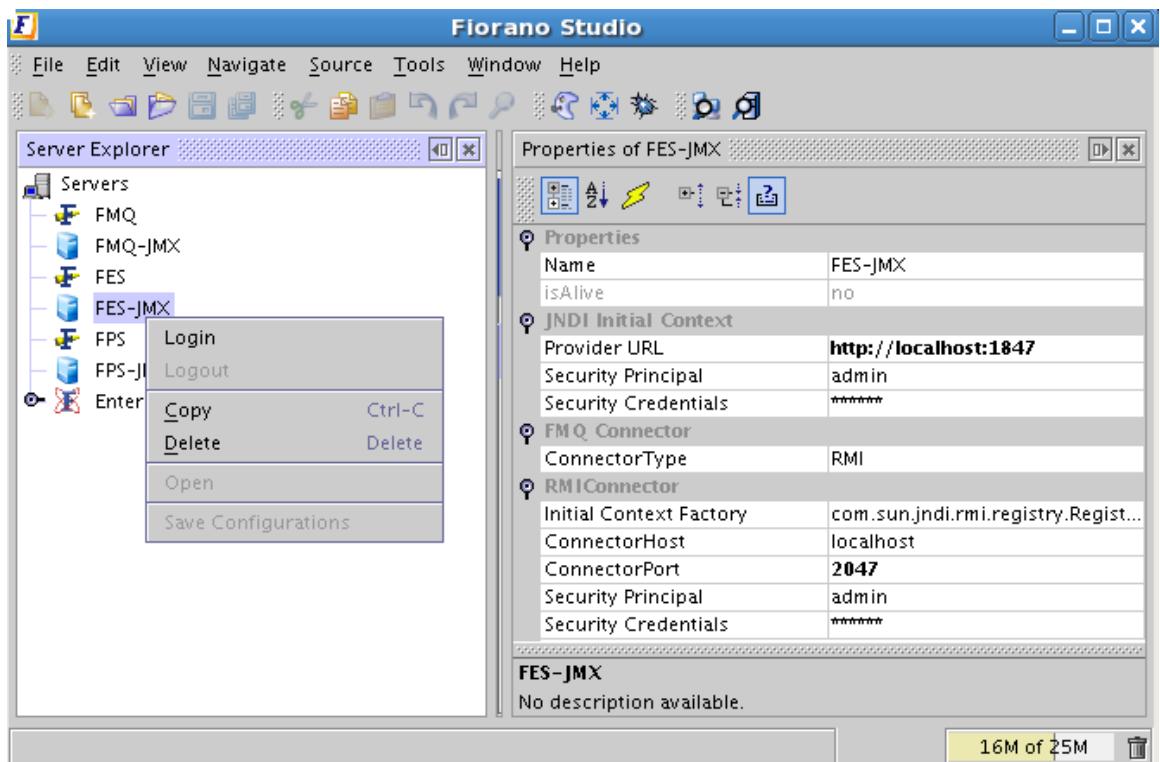 Fiorano Studio
File Edit View Navigate Source Tools Window Help
Server Explorer
Servers
FMQ
FMQ-JMX
FES
FES-JMX
FPS
FPS-J
Enter
Login
Logout
Copy Ctrl-C
Delete Delete
Open
Save Configurations
Properties of FES-JMX
Properties
Name FES-JMX
isAlive no
JNDI Initial Context
Provider URL http://localhost:1847
Security Principal admin
Security Credentials ******
FMQ Connector
ConnectorType RMI
RMIConnector
Initial Context Factory com.sun.jndi.rmi.registry.Regist...
ConnectorHost localhost
ConnectorPort 2047
Security Principal admin
Security Credentials ******
FES-JMX
No description available.
16M of 25M